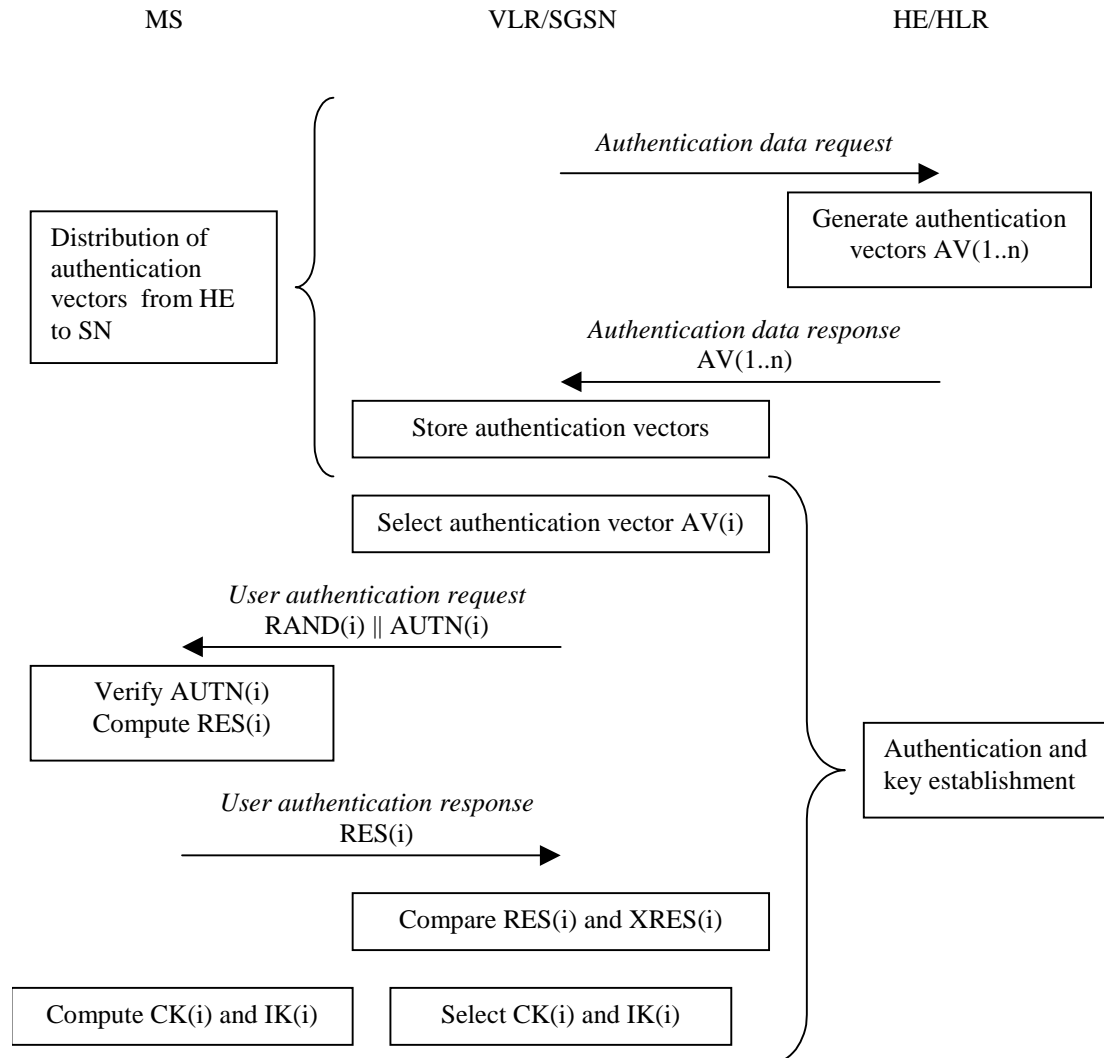 MS VLR/SGSN HE/HLR
Authentication data request
Generate authentication
vectors AV(1..n)
Distribution of
authentication
vectors from HE
to SN
Authentication data response
AV(1..n)
Store authentication vectors
Select authentication vector AV(i)
User authentication request
RAND(i) || AUTN(i)
Verify AUTN(i)
Compute RES(i)
Authentication and
key establishment
User authentication response
RES(i)
Compare RES(i) and XRES(i)
Compute CK(i) and IK(i)
Select CK(i) and IK(i)